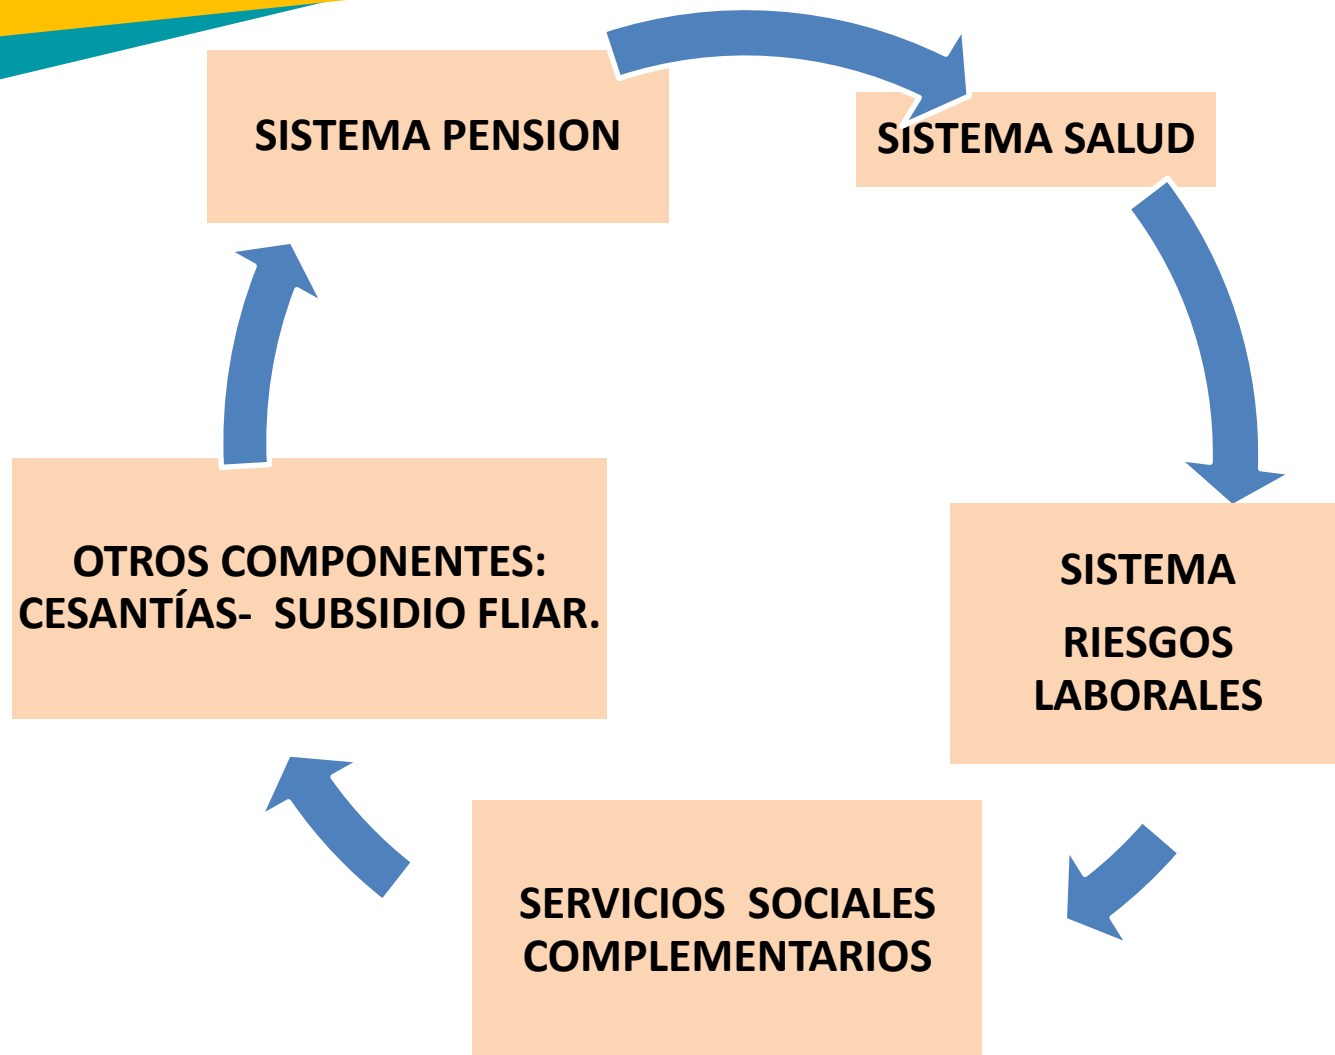 SISTEMA PENSION
SISTEMA SALUD
SISTEMA
RIESGOS
LABORALES
SERVICIOS  SOCIALES
COMPLEMENTARIOS
OTROS COMPONENTES:
CESANTÍAS-  SUBSIDIO FLIAR.